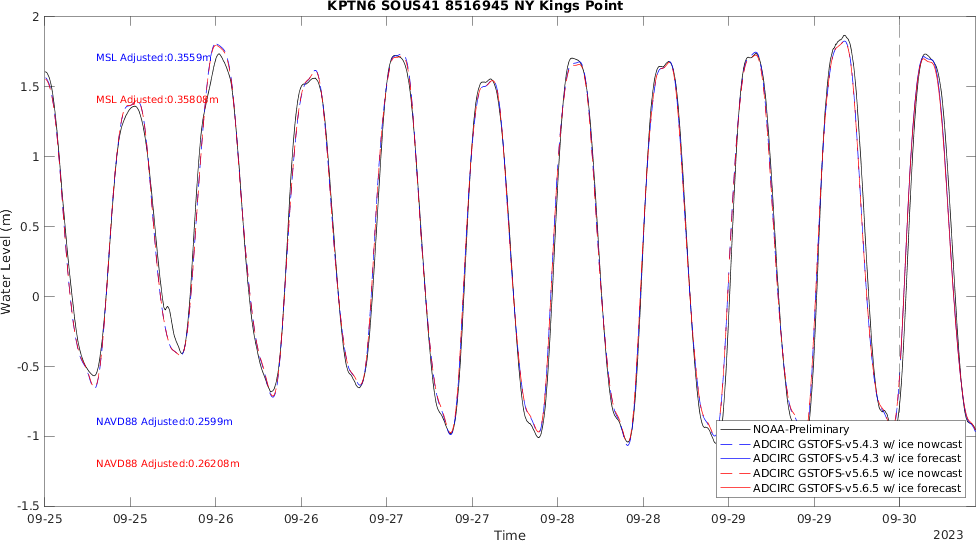 KPTN6 SOUS41 8516945 NY Kings Point
2
1.5
1
0.5
0
-0.5
-1
-1.5
Water Level (m)
MSL Adjusted:0.3559m
MSL Adjusted:0.35808m
NAVD88 Adjusted:0.2599m
NAVD88 Adjusted:0.26208m
NOAA-Preliminary
ADCIRC GSTOFS-v5.4.3 w/ ice nowcast
ADCIRC GSTOFS-v5.4.3 w/ ice forecast
ADCIRC GSTOFS-v5.6.5 w/ ice nowcast
ADCIRC GSTOFS-v5.6.5 w/ ice forecast
09-25 09-25 09-26 09-26 09-27 09-27 09-28 09-28 09-29 09-29 09-30
Time
2023